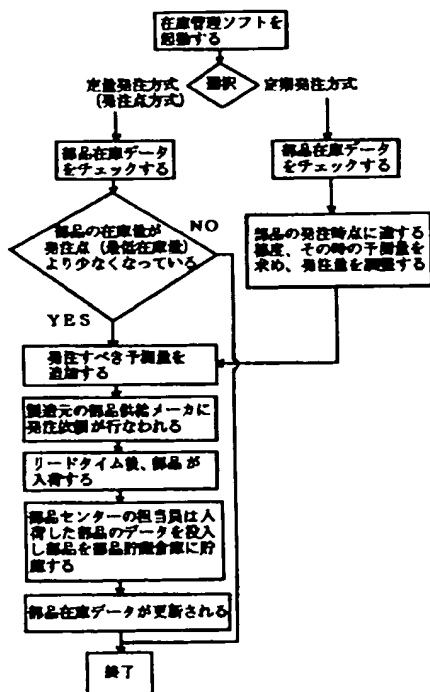 在庫管理ソフトを
起動する
選択
定量発注方式
(発注点方式)
定期発注方式
部品在庫データ
をチェックする
部品在庫データ
をチェックする
部品の在庫量が
発注点(最低在庫量)
より少なくなっている
NO
YES
部品の発注時点に達する
都度、その時の予測量を
求め、発注量を調整する
発注すべき予測量を
追加する
製造元の部品供給メーカに
発注依頼が行なわれる
リードタイム後、部品が
入荷する
部品センターの担当員は入
荷した部品のデータを投入
し部品を部品貯蔵倉庫に貯
蔵する
部品在庫データが更新される
終了